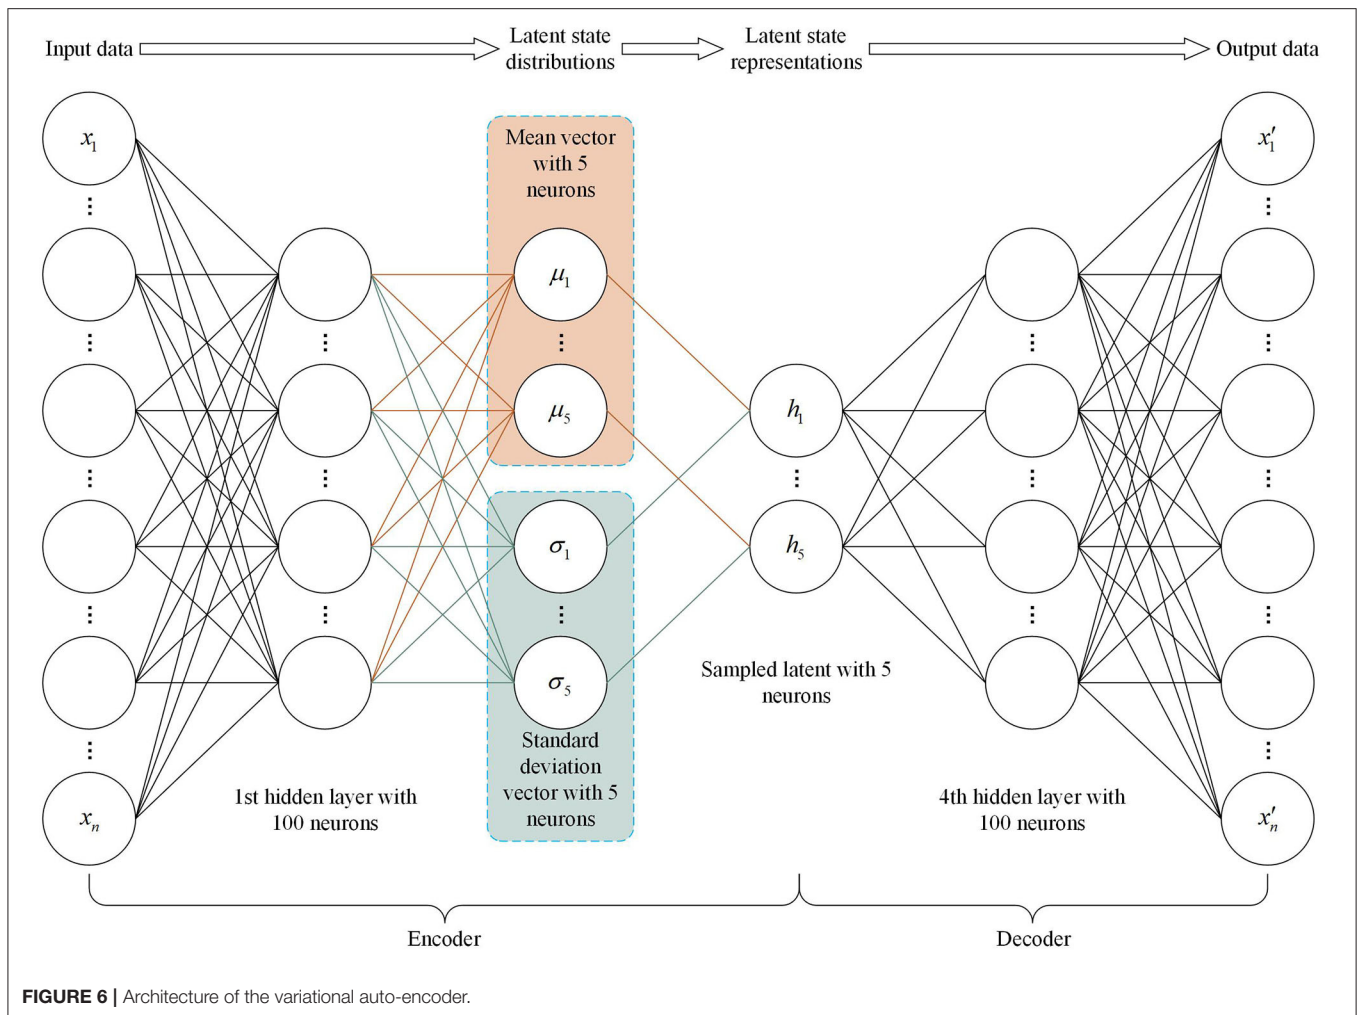 Input data
Latent state
distributions
Latent state
representations
Output data
x₁
⋮
⋮
⋮
⋮
⋮
xₙ
⋮
⋮
⋮
1st hidden layer with
100 neurons
Mean vector
with 5
neurons
μ₁
⋮
μ₅
σ₁
⋮
σ₅
Standard
deviation
vector with 5
neurons
h₁
⋮
h₅
Sampled latent with 5
neurons
⋮
⋮
⋮
4th hidden layer with
100 neurons
x′₁
⋮
⋮
⋮
⋮
⋮
x′ₙ
Encoder
Decoder
FIGURE 6 | Architecture of the variational auto-encoder.